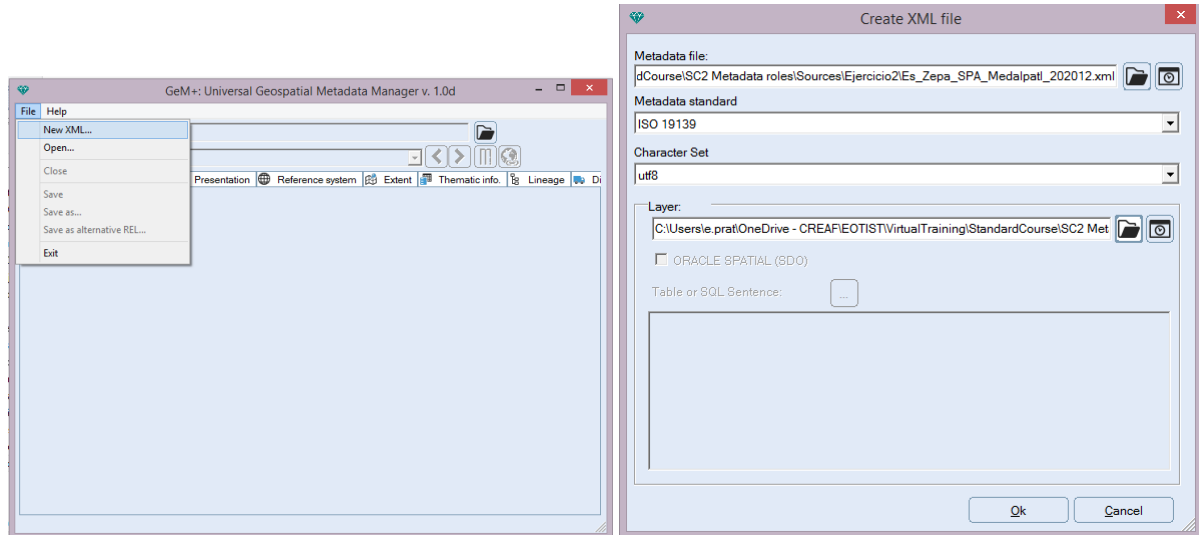 GeM+: Universal Geospatial Metadata Manager v. 1.0d
File Help
New XML...
Open...
Close
Save
Save as...
Save as alternative REL...
Exit
Presentation Reference system Extent Thematic info. Lineage Di
Create XML file
Metadata file:
dCourse\SC2 Metadata roles\Sources\Ejercicio2\Es_Zepa_SPA_Medalpatl_202012.xml
Metadata standard
ISO 19139
Character Set
utf8
Layer:
C:\Users\e.prat\OneDrive - CREAF\EOTIST\VirtualTraining\StandardCourse\SC2 Met
ORACLE SPATIAL (SDO)
Table or SQL Sentence: ...
Ok Cancel